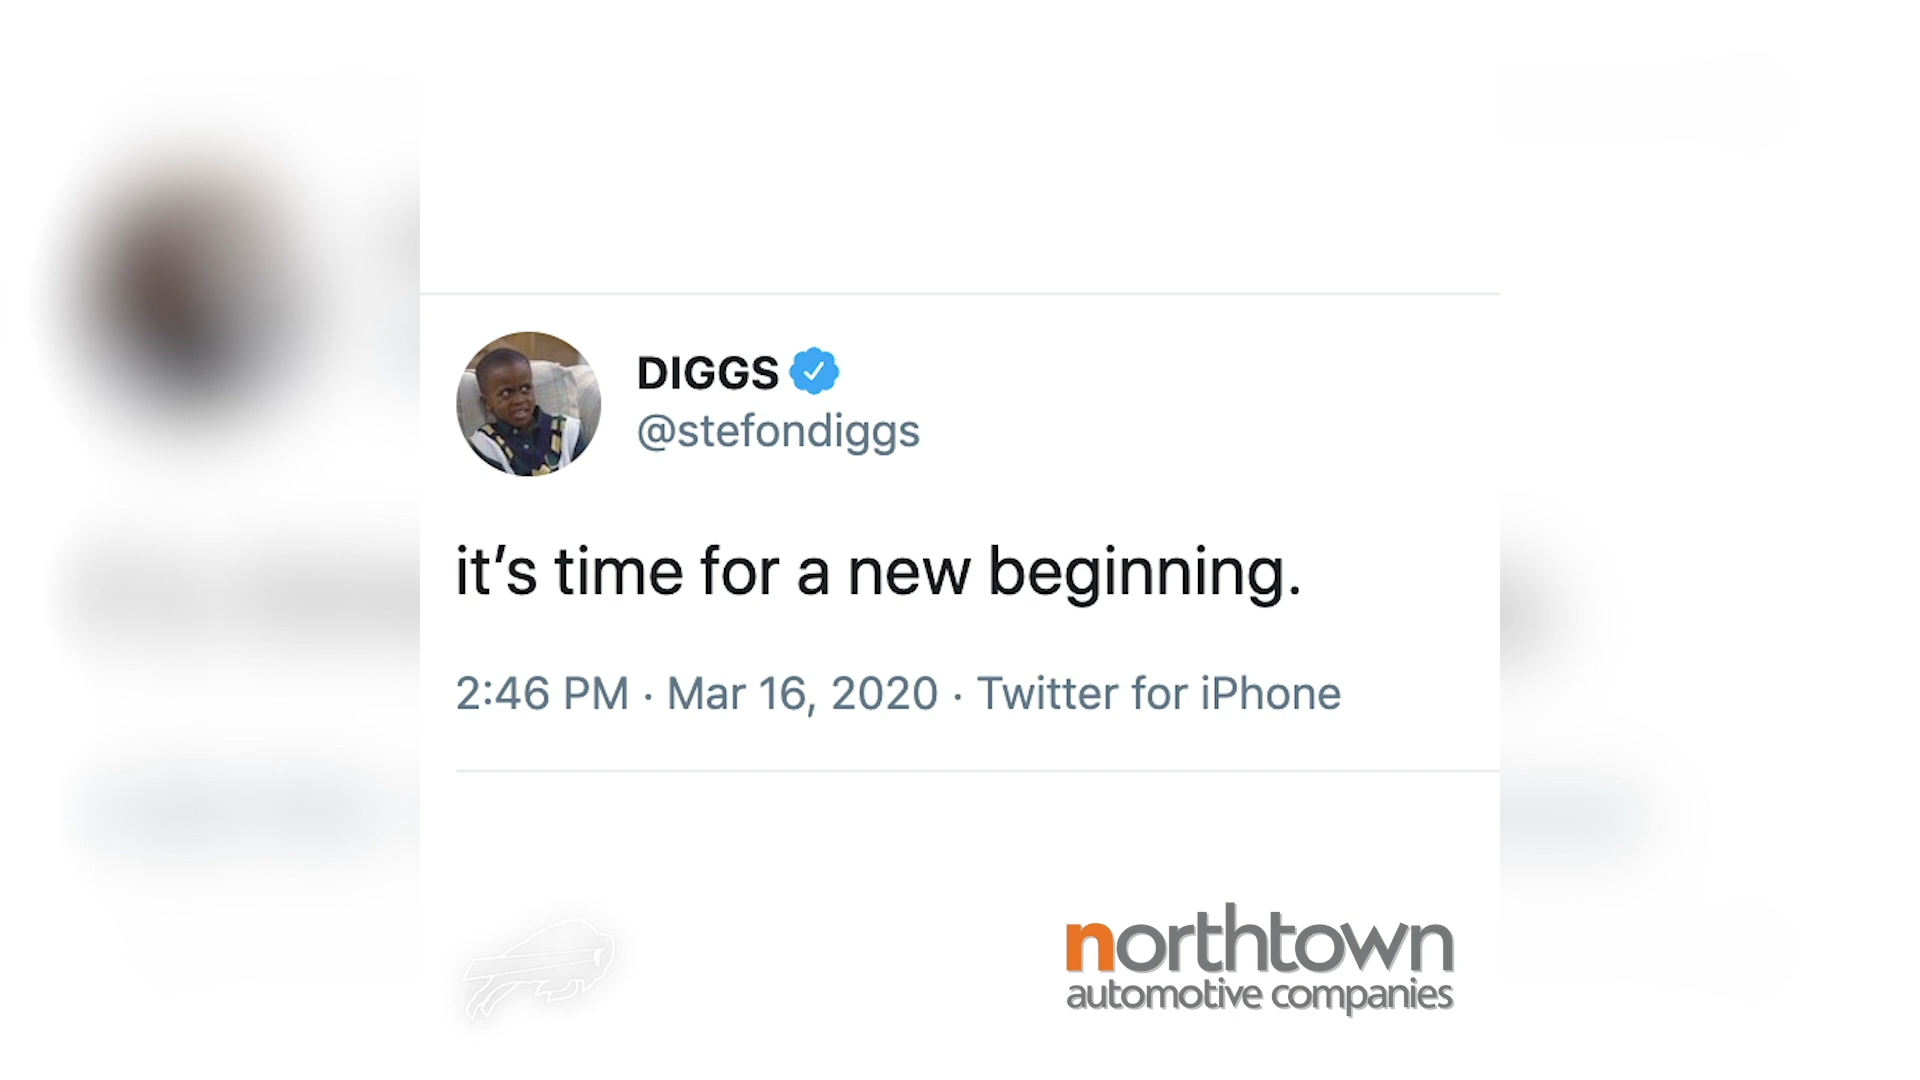 DIGGS
@stefondiggs
it's time for a new beginning.
2:46 PM · Mar 16, 2020 · Twitter for iPhone
northtown
automotive companies